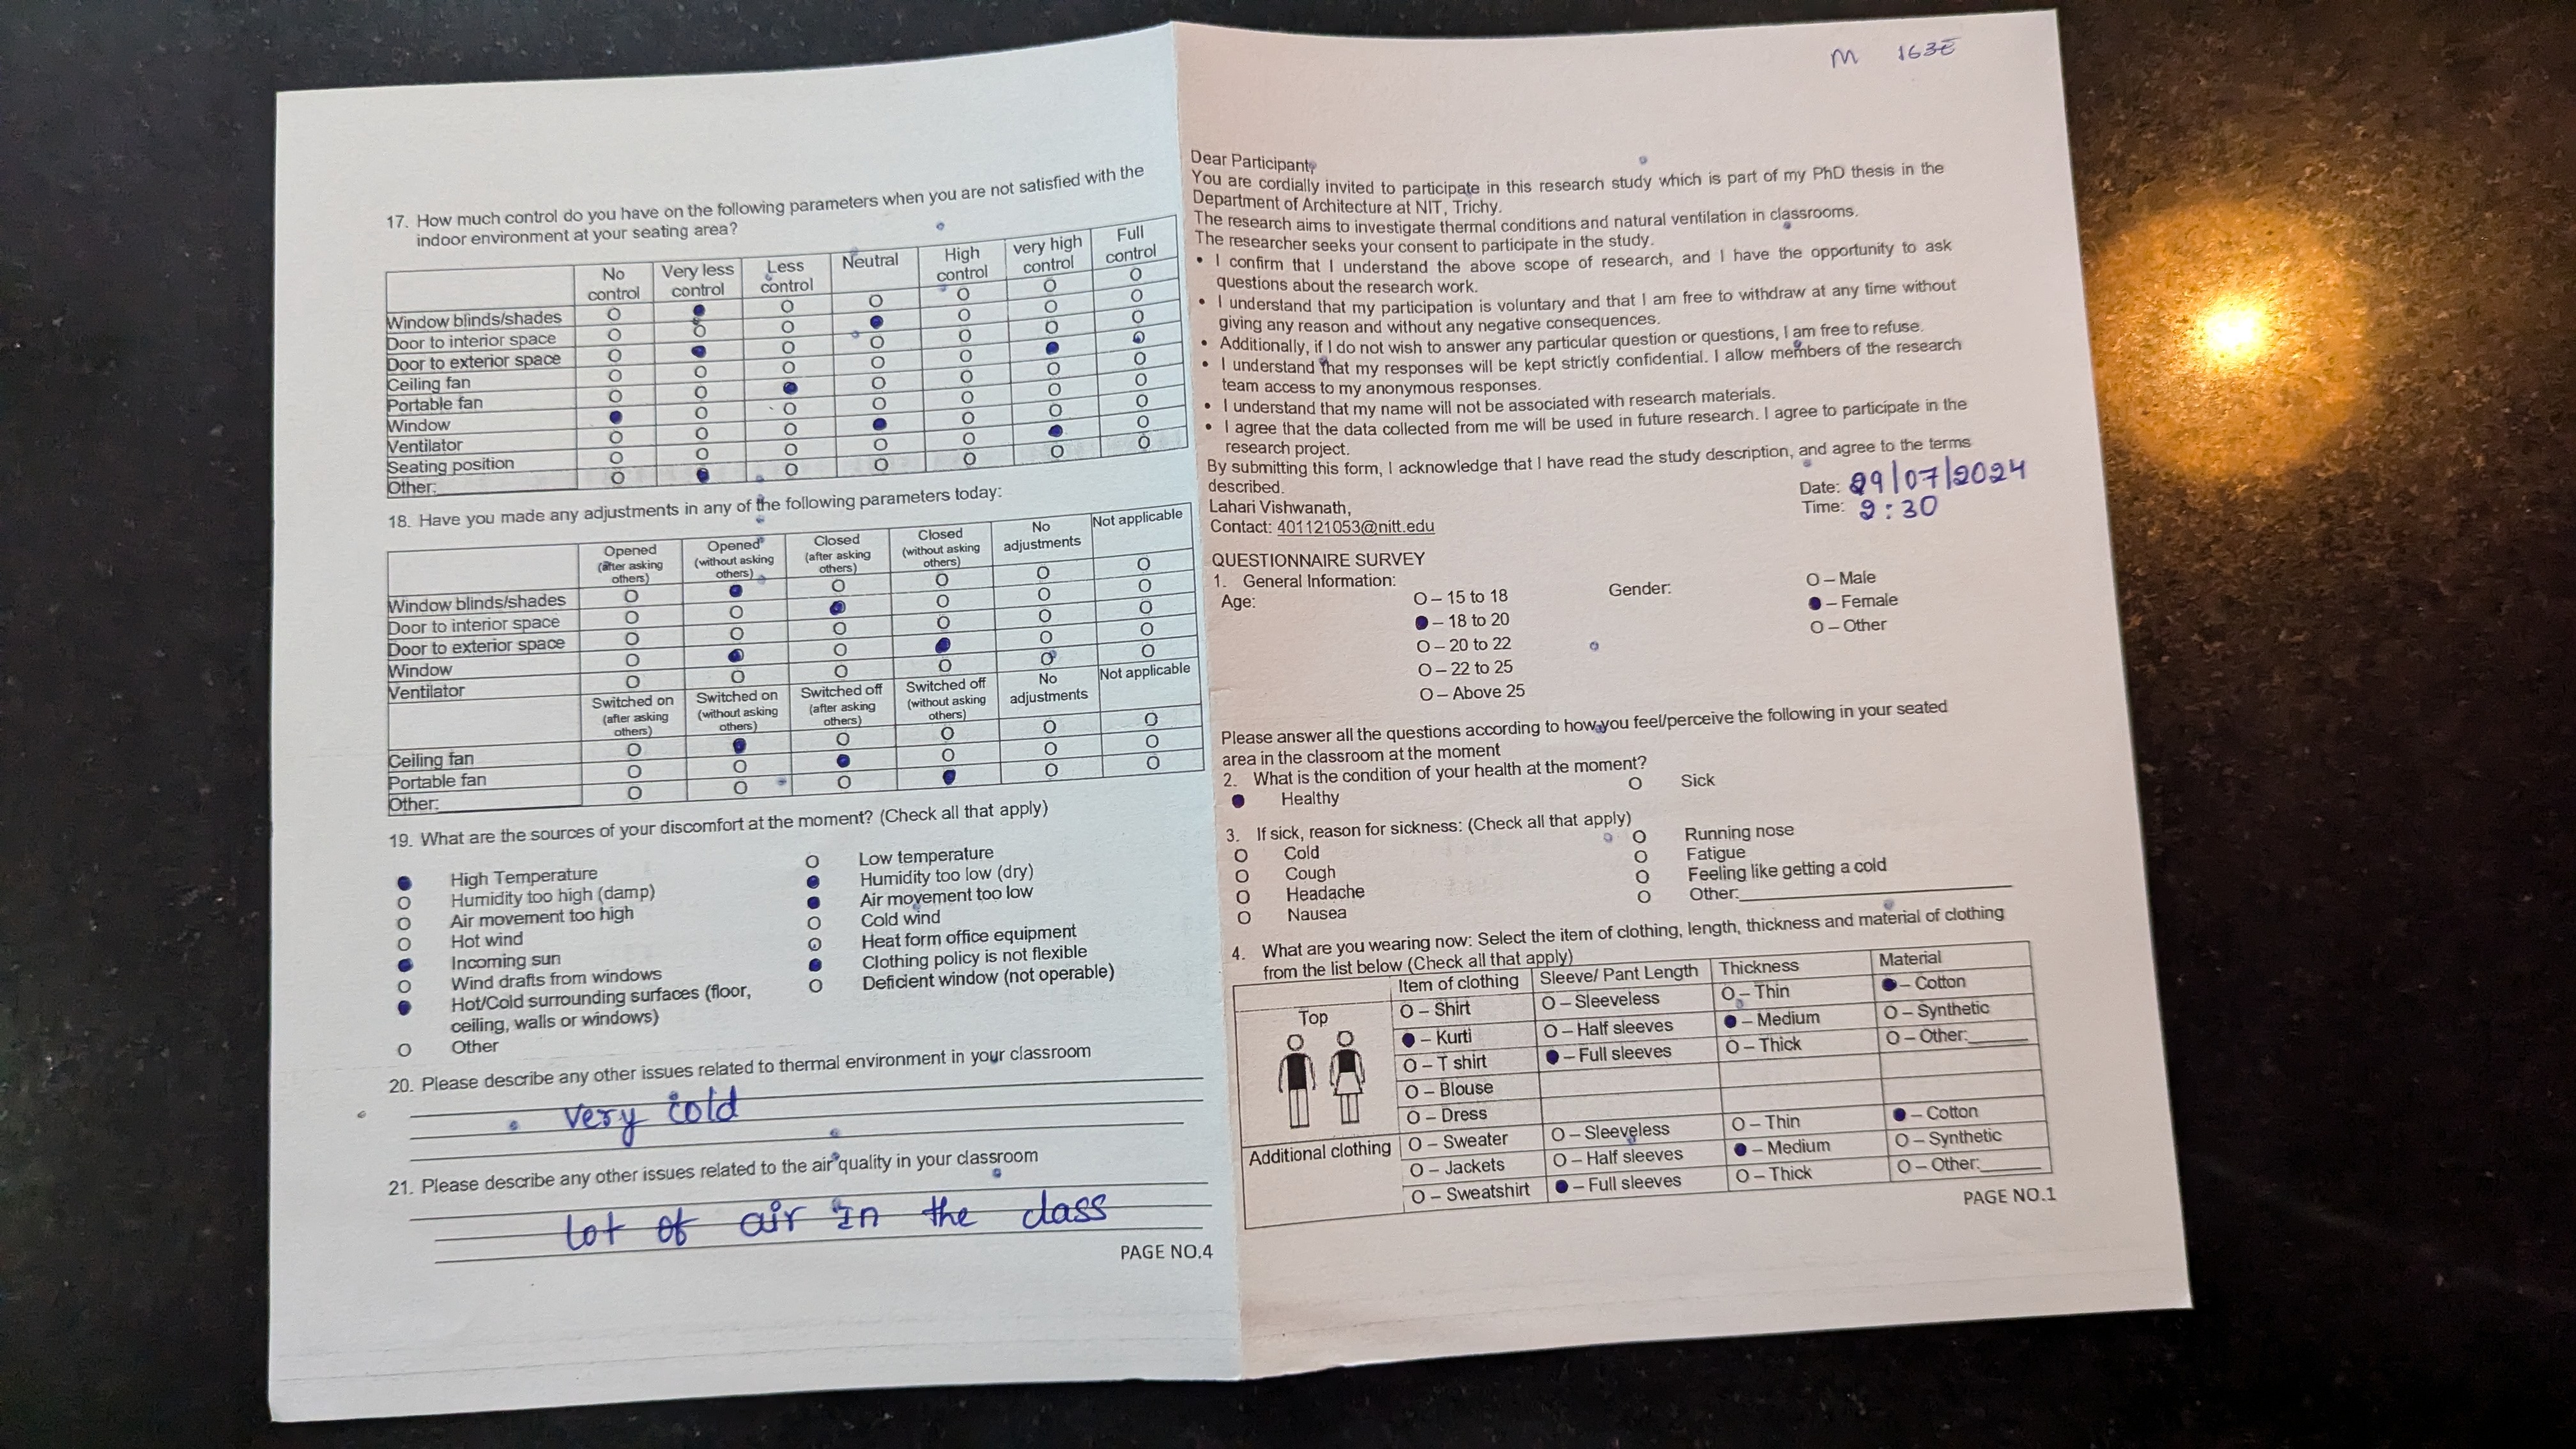 17. How much control do you have on the following parameters when you are not satisfied with the
indoor environment at your seating area?
No control Very less control Less control Neutral High control very high control Full control
Window blinds/shades O ● O O O O O
Door to interior space O O O ● O O O
Door to exterior space O ● O O O O O
Ceiling fan O O O O O ● O
Portable fan O O ● O O O O
Window ● O O O O O O
Ventilator O O O ● O O O
Seating position O O O O O ● O
Other: O ● O O O O O
18. Have you made any adjustments in any of the following parameters today:
Opened (after asking others) Opened (without asking others) Closed (after asking others) Closed (without asking others) No adjustments Not applicable
Window blinds/shades O ● O O O O
Door to interior space O O ● O O O
Door to exterior space O O O O O O
Window O ● O ● O O
Ventilator O O O O O O
Switched on (after asking others) Switched on (without asking others) Switched off (after asking others) Switched off (without asking others) No adjustments Not applicable
Ceiling fan O ● O O O O
Portable fan O O ● O O O
Other: O O O ● O O
19. What are the sources of your discomfort at the moment? (Check all that apply)
● High Temperature O Low temperature
O Humidity too high (damp) ● Humidity too low (dry)
O Air movement too high ● Air movement too low
O Hot wind O Cold wind
● Incoming sun O Heat form office equipment
O Wind drafts from windows ● Clothing policy is not flexible
● Hot/Cold surrounding surfaces (floor, O Deficient window (not operable)
ceiling, walls or windows)
O Other
20. Please describe any other issues related to thermal environment in your classroom
very cold
21. Please describe any other issues related to the air quality in your classroom
lot of air in the class
PAGE NO.4
M
Dear Participant,
You are cordially invited to participate in this research study which is part of my PhD thesis in the
Department of Architecture at NIT, Trichy.
The research aims to investigate thermal conditions and natural ventilation in classrooms.
The researcher seeks your consent to participate in the study.
• I confirm that I understand the above scope of research, and I have the opportunity to ask
questions about the research work.
• I understand that my participation is voluntary and that I am free to withdraw at any time without
giving any reason and without any negative consequences.
• Additionally, if I do not wish to answer any particular question or questions, I am free to refuse.
• I understand that my responses will be kept strictly confidential. I allow members of the research
team access to my anonymous responses.
• I understand that my name will not be associated with research materials.
• I agree that the data collected from me will be used in future research. I agree to participate in the
research project.
By submitting this form, I acknowledge that I have read the study description, and agree to the terms
described.
Date: 29/07/2024
Lahari Vishwanath,
Time: 9:30
Contact: 401121053@nitt.edu
QUESTIONNAIRE SURVEY
1. General Information:
Age: O – 15 to 18 Gender: O – Male
● – 18 to 20 ● – Female
O – 20 to 22 O – Other
O – 22 to 25
O – Above 25
Please answer all the questions according to how you feel/perceive the following in your seated
area in the classroom at the moment
2. What is the condition of your health at the moment?
● Healthy O Sick
3. If sick, reason for sickness: (Check all that apply)
O Cold O Running nose
O Cough O Fatigue
O Headache O Feeling like getting a cold
O Nausea O Other:
4. What are you wearing now: Select the item of clothing, length, thickness and material of clothing
from the list below (Check all that apply)
Item of clothing Sleeve/ Pant Length Thickness Material
Top O – Shirt O – Sleeveless O – Thin ● – Cotton
● – Kurti O – Half sleeves ● – Medium O – Synthetic
O – T shirt ● – Full sleeves O – Thick O – Other:
O – Blouse
O – Dress
Additional clothing O – Sweater O – Sleeveless O – Thin ● – Cotton
O – Jackets O – Half sleeves ● – Medium O – Synthetic
O – Sweatshirt ● – Full sleeves O – Thick O – Other:
PAGE NO.1